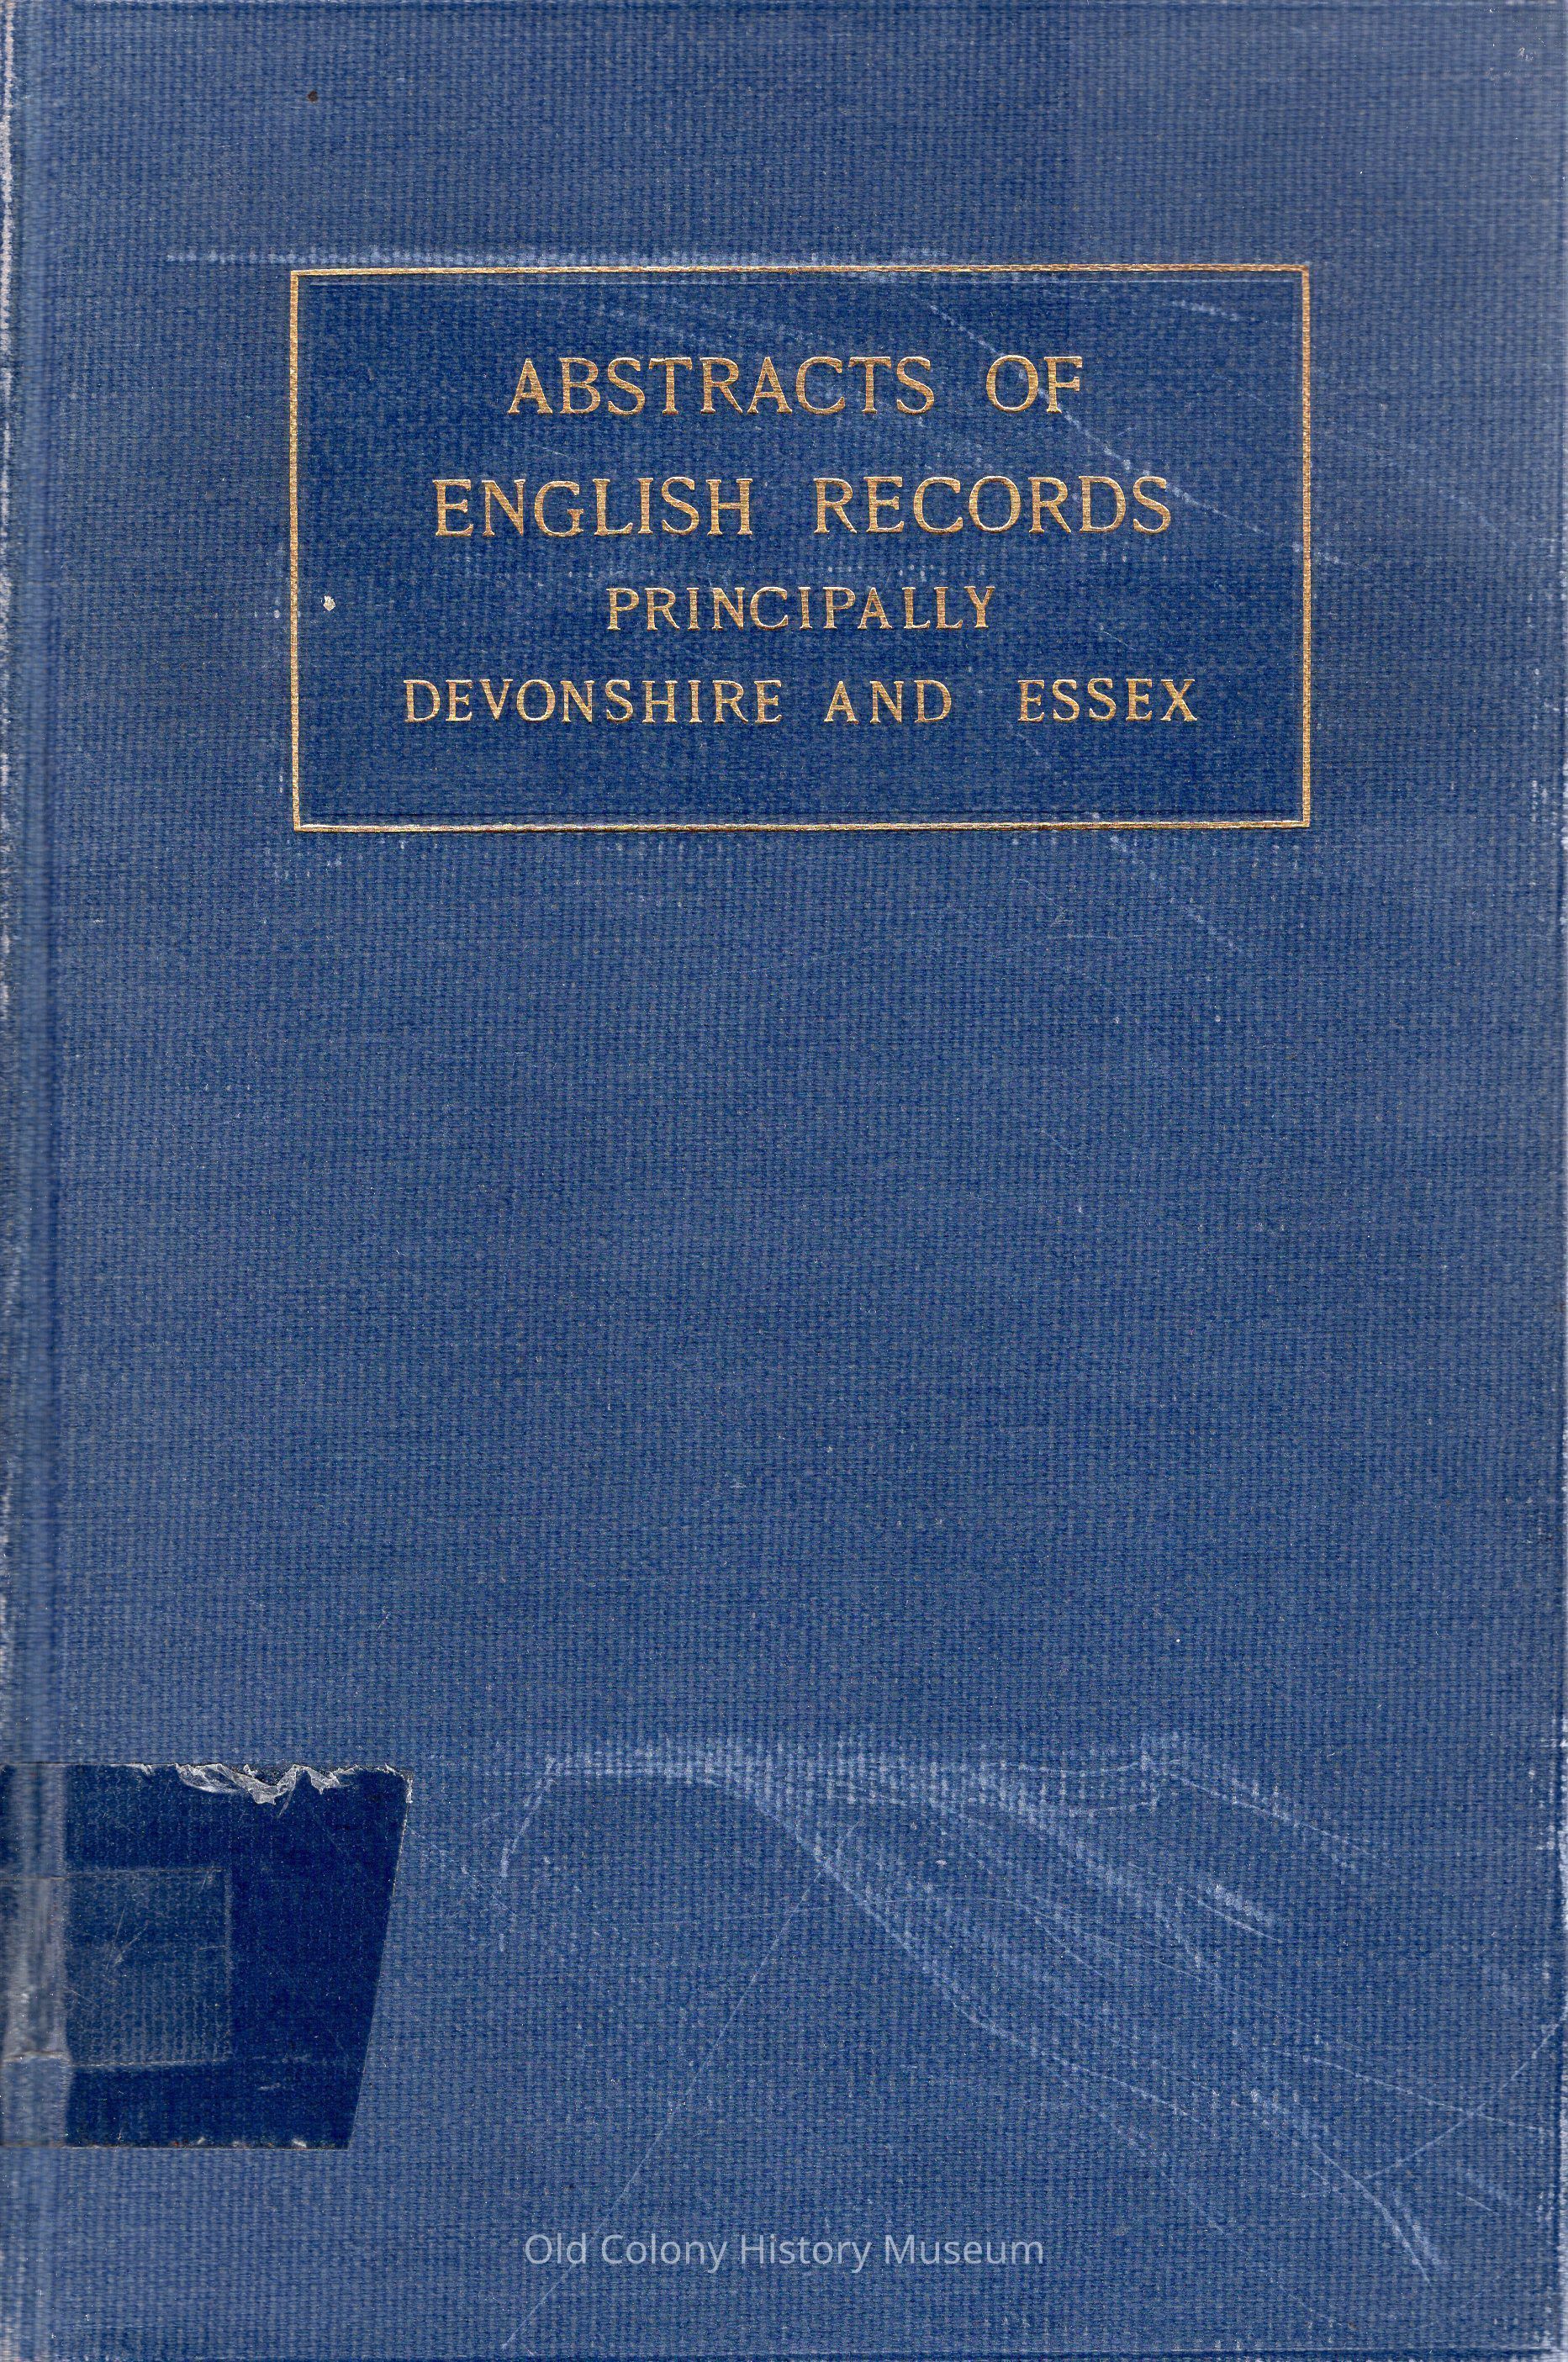 ABSTRACTS OF
ENGLISH RECORDS
PRINCIPALLY
DEVONSHIRE AND ESSEX
Old Colony History Museum